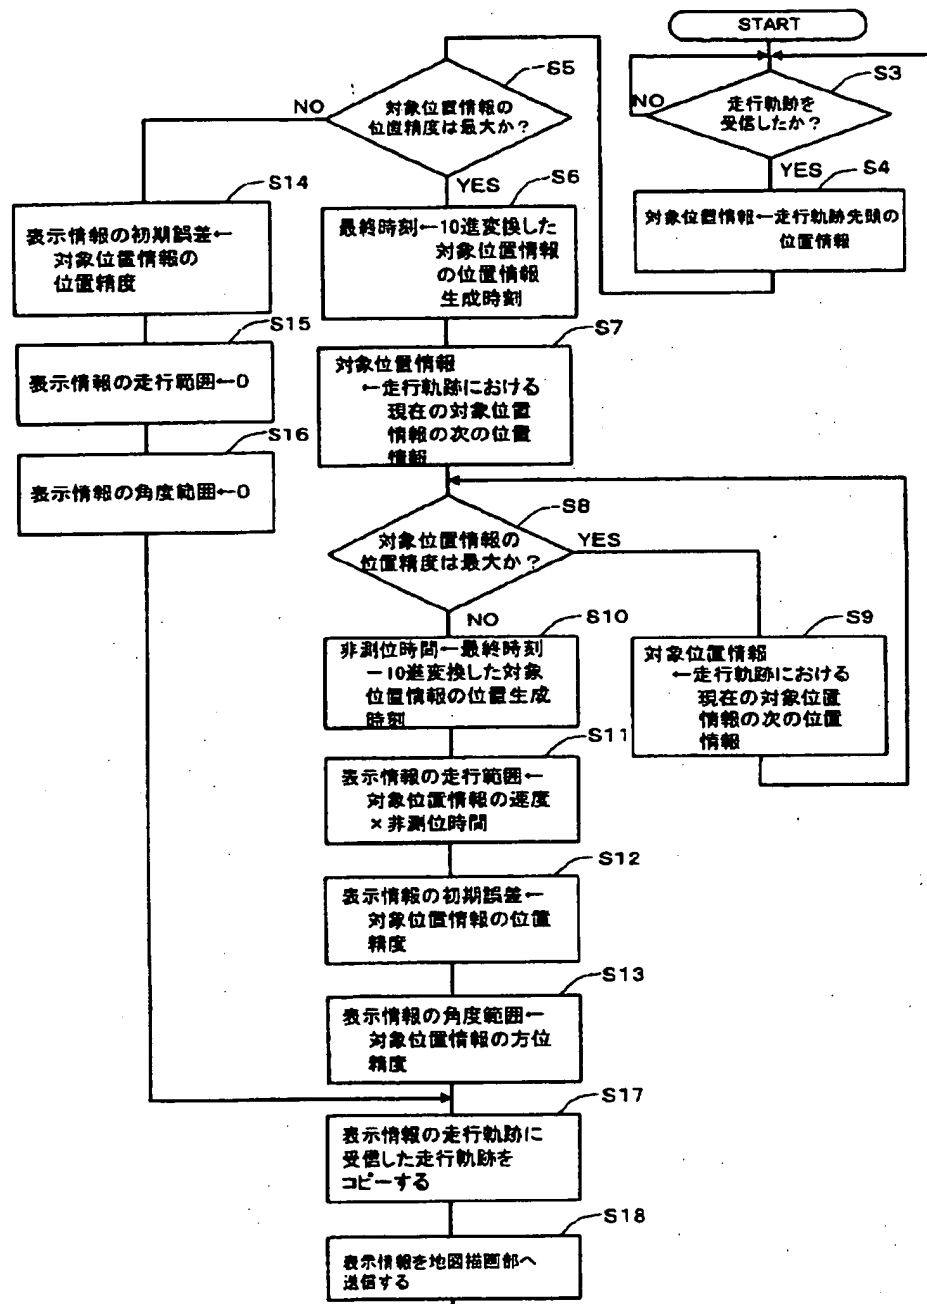 START
S3
走行軌跡を
受信したか？
NO
YES
S4
対象位置情報←走行軌跡先頭の
位置情報
S5
対象位置情報の
位置精度は最大か？
NO
YES
S6
最終時刻←10進変換した
対象位置情報
の位置情報
生成時刻
S7
対象位置情報
←走行軌跡における
現在の対象位置
情報の次の位置
情報
S8
対象位置情報の
位置精度は最大か？
YES
NO
S9
対象位置情報
←走行軌跡における
現在の対象位置
情報の次の位置
情報
S10
非測位時間←最終時刻
－10進変換した対象
位置情報の位置生成
時刻
S11
表示情報の走行範囲←
対象位置情報の速度
×非測位時間
S12
表示情報の初期誤差←
対象位置情報の位置
精度
S13
表示情報の角度範囲←
対象位置情報の方位
精度
S14
表示情報の初期誤差←
対象位置情報の
位置精度
S15
表示情報の走行範囲←0
S16
表示情報の角度範囲←0
S17
表示情報の走行軌跡に
受信した走行軌跡を
コピーする
S18
表示情報を地図描画部へ
送信する